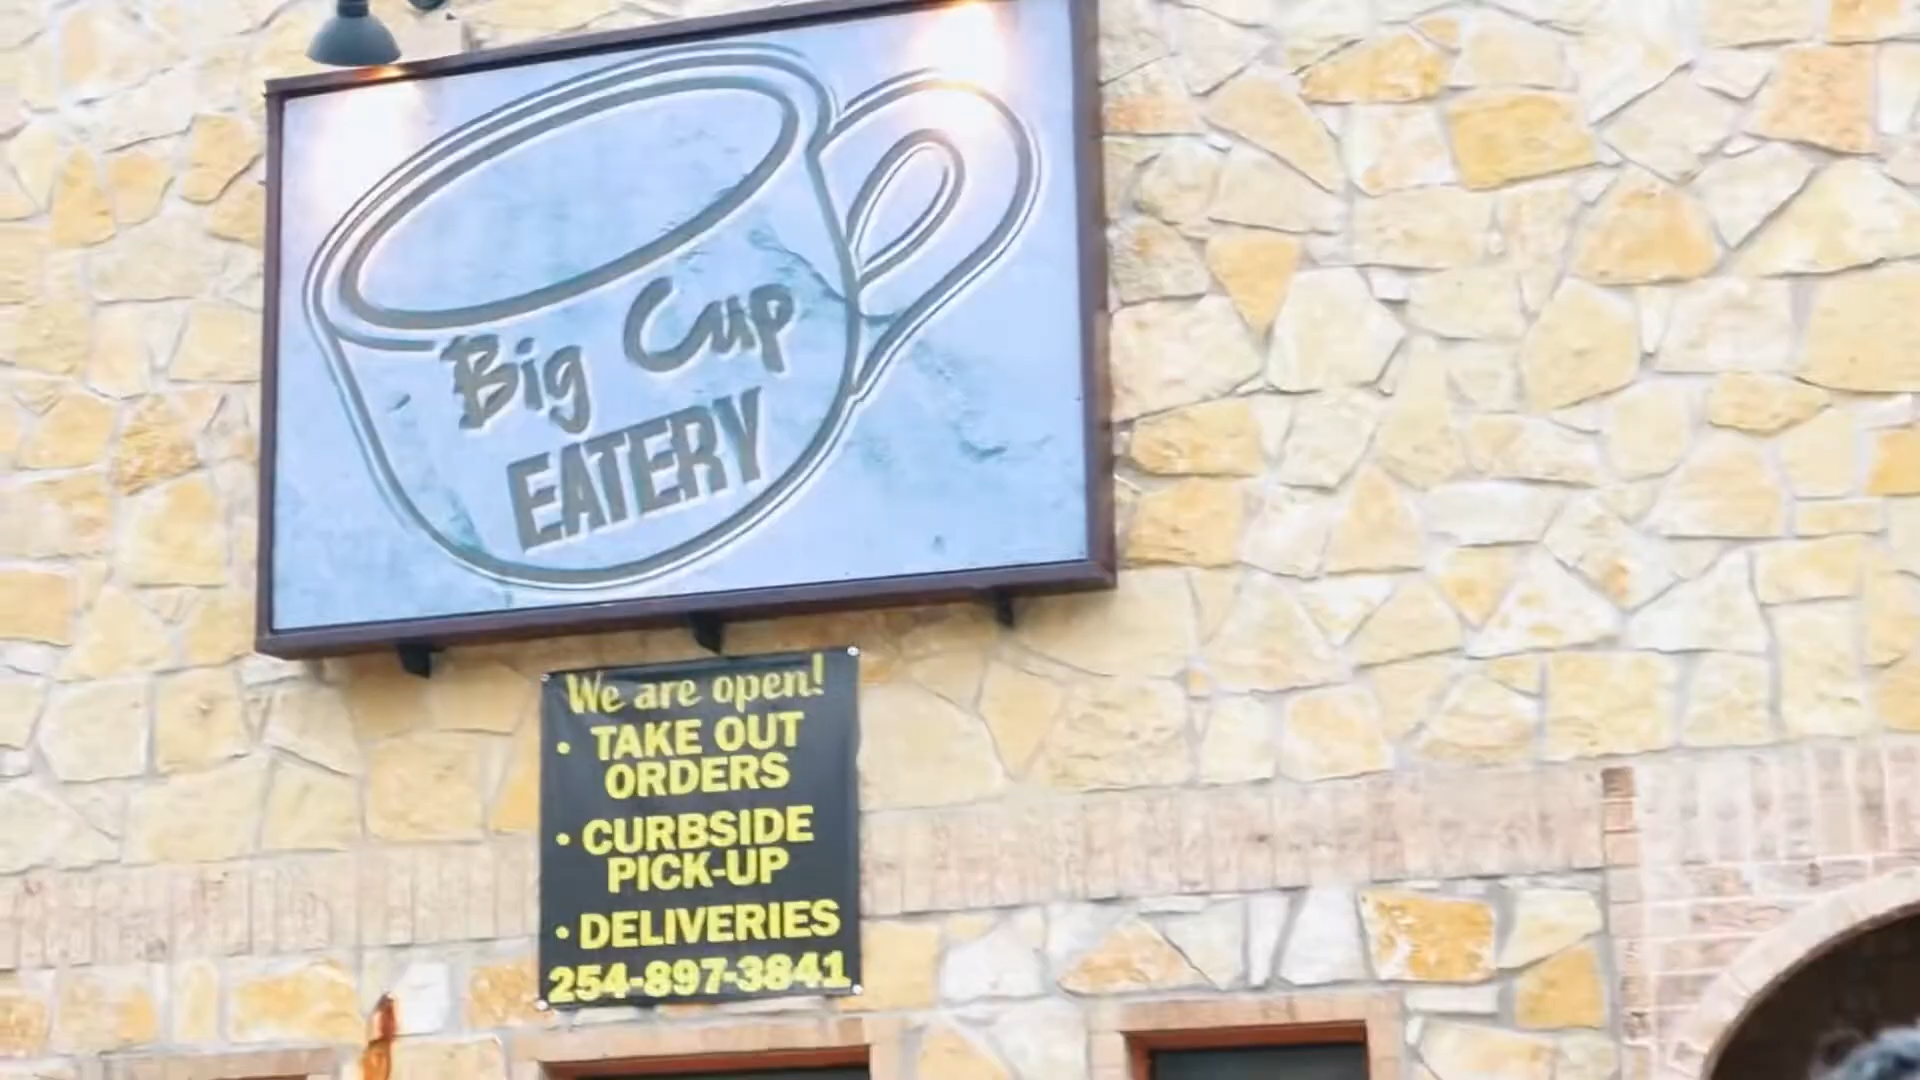 Big Cup
EATERY
We are open!
• TAKE OUT
ORDERS
• CURBSIDE
PICK-UP
• DELIVERIES
254-897-3841